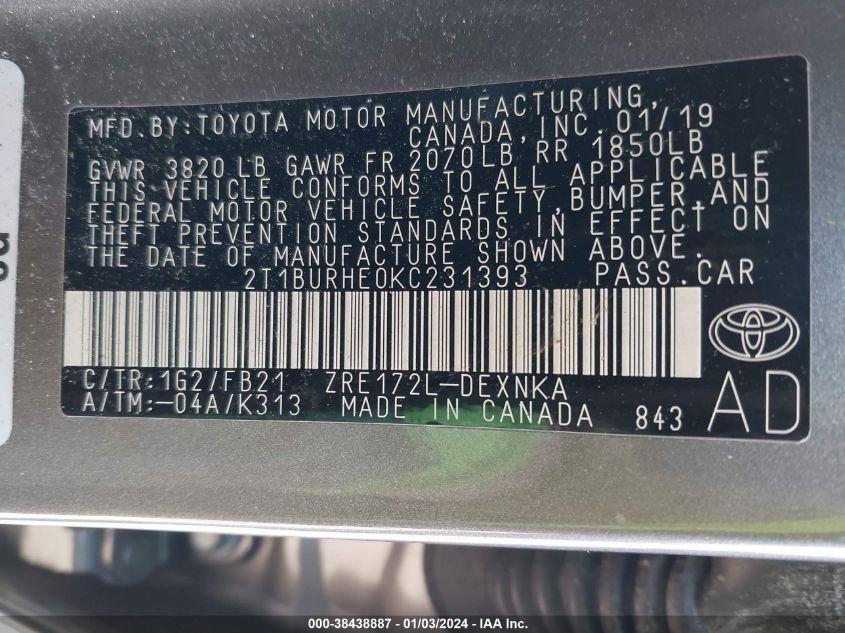 MFD.BY:TOYOTA MOTOR MANUFACTURING,
CANADA,INC. 01/19
GVWR 3820LB GAWR FR 2070LB RR 1850LB
THIS VEHICLE CONFORMS TO ALL APPLICABLE
FEDERAL MOTOR VEHICLE SAFETY,BUMPER,AND
THEFT PREVENTION STANDARDS IN EFFECT ON
THE DATE OF MANUFACTURE SHOWN ABOVE.
2T1BURHE0KC231393 PASS.CAR
C/TR:1G2/FB21 ZRE172L-DEXNKA
A/TM:-04A/K313 MADE IN CANADA 843 AD
000-38438887 - 01/03/2024 - IAA, Inc.